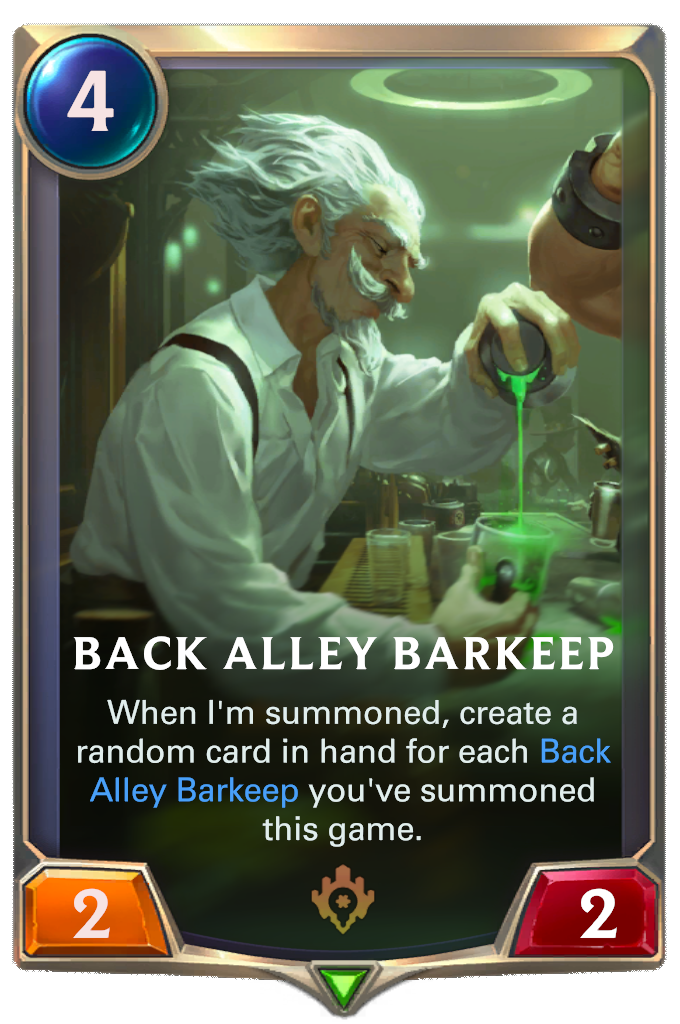 4
BACK ALLEY BARKEEP
When I'm summoned, create a
random card in hand for each Back
Alley Barkeep you've summoned
this game.
2
2